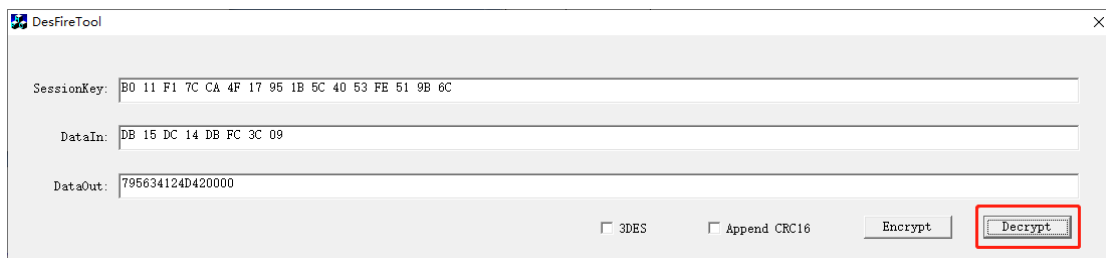 DesFireTool
SessionKey: B0 11 F1 7C CA 4F 17 95 1B 5C 40 53 FE 51 9B 6C
DataIn: DB 15 DC 14 DB FC 3C 09
DataOut: 795634124D420000
3DES Append CRC16 Encrypt Decrypt